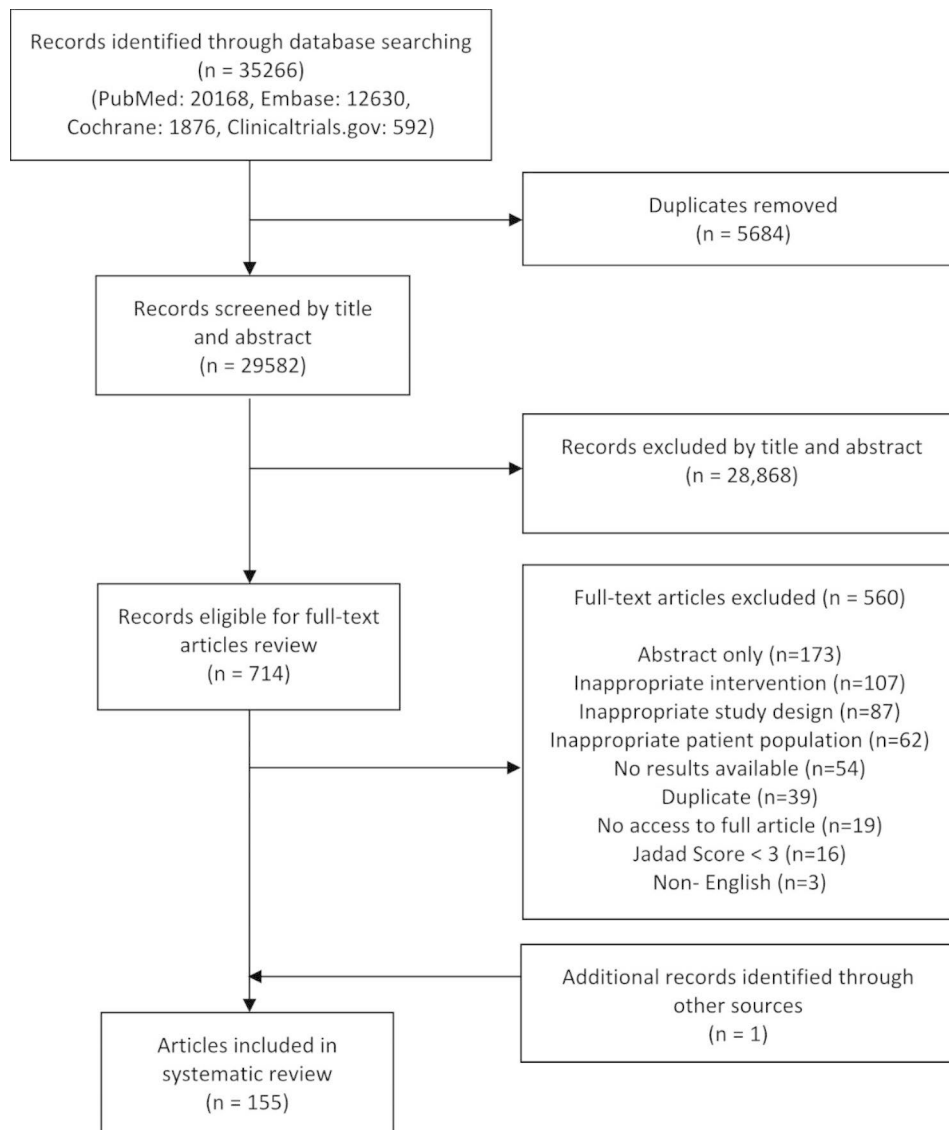 Records identified through database searching
(n = 35266)
(PubMed: 20168, Embase: 12630,
Cochrane: 1876, Clinicaltrials.gov: 592)
Duplicates removed
(n = 5684)
Records screened by title
and abstract
(n = 29582)
Records excluded by title and abstract
(n = 28,868)
Records eligible for full-text
articles review
(n = 714)
Full-text articles excluded (n = 560)
Abstract only (n=173)
Inappropriate intervention (n=107)
Inappropriate study design (n=87)
Inappropriate patient population (n=62)
No results available (n=54)
Duplicate (n=39)
No access to full article (n=19)
Jadad Score < 3 (n=16)
Non- English (n=3)
Additional records identified through
other sources
(n = 1)
Articles included in
systematic review
(n = 155)